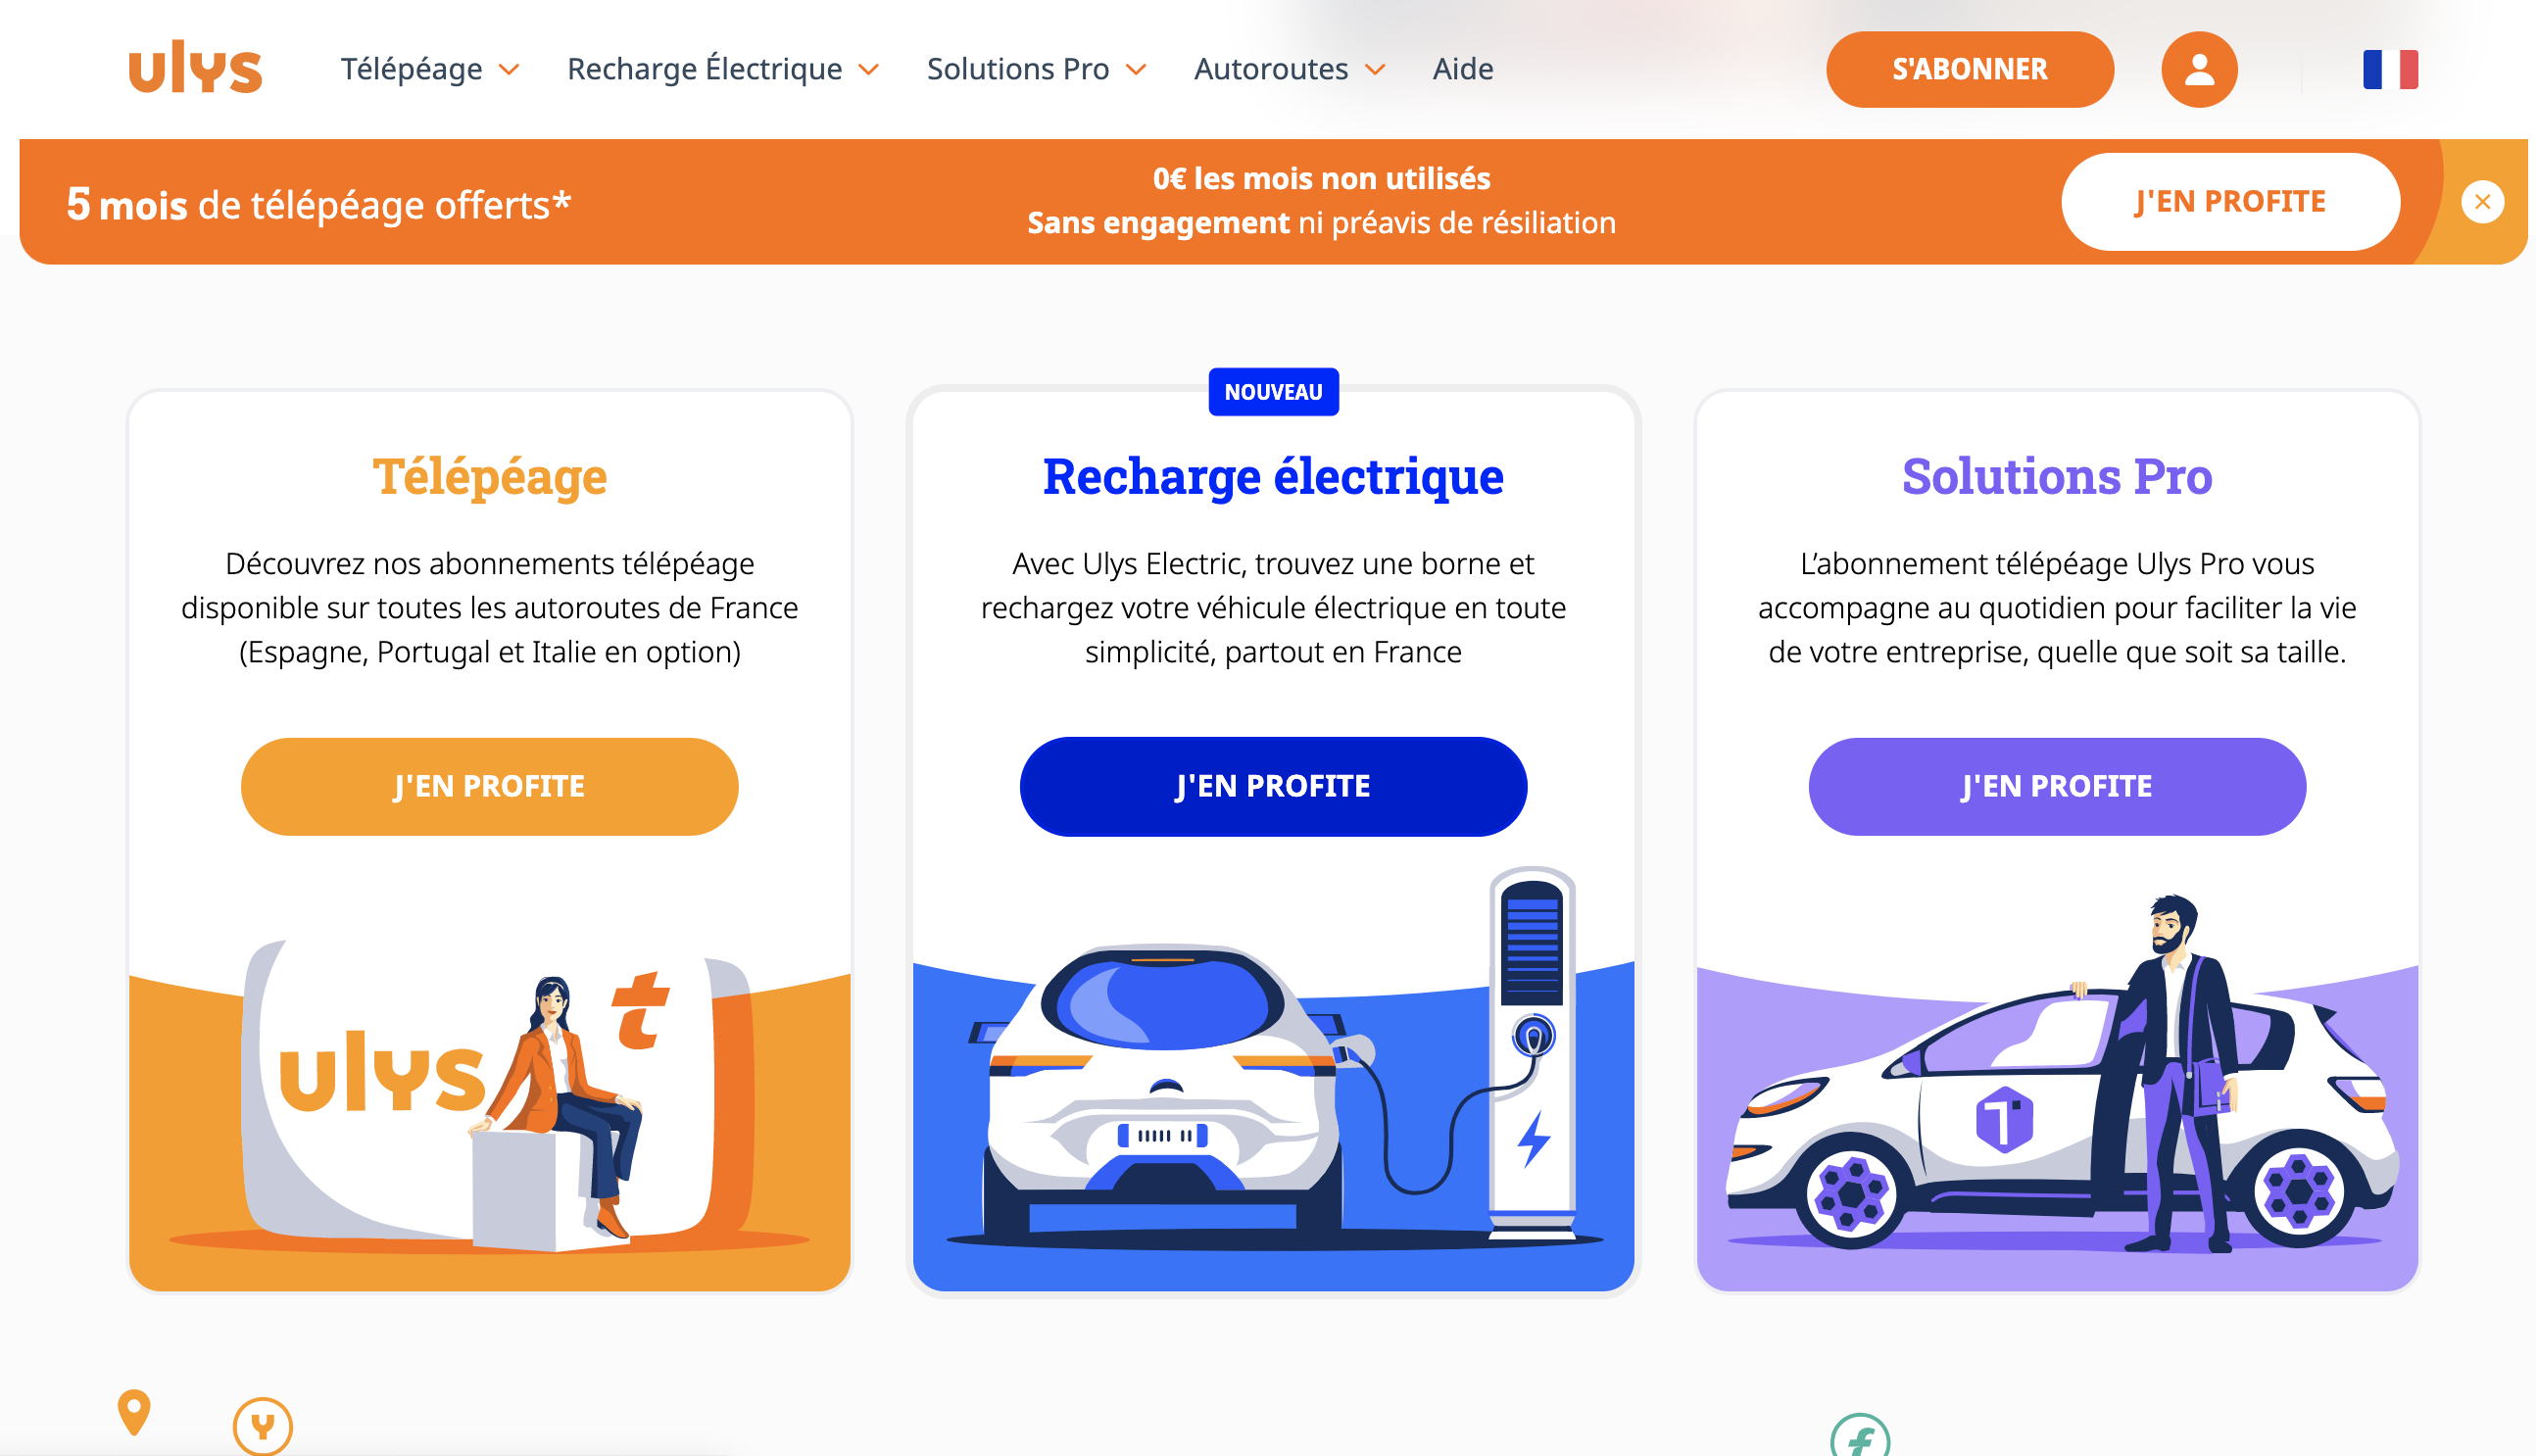 ulys
Télépéage
Recharge Électrique
Solutions Pro
Autoroutes
Aide
S'ABONNER
5 mois de télépéage offerts*
0€ les mois non utilisés
Sans engagement ni préavis de résiliation
J'EN PROFITE
Télépéage
Découvrez nos abonnements télépéage
disponible sur toutes les autoroutes de France
(Espagne, Portugal et Italie en option)
J'EN PROFITE
ulys
t
NOUVEAU
Recharge électrique
Avec Ulys Electric, trouvez une borne et
rechargez votre véhicule électrique en toute
simplicité, partout en France
J'EN PROFITE
Solutions Pro
L’abonnement télépéage Ulys Pro vous
accompagne au quotidien pour faciliter la vie
de votre entreprise, quelle que soit sa taille.
J'EN PROFITE
Y
f